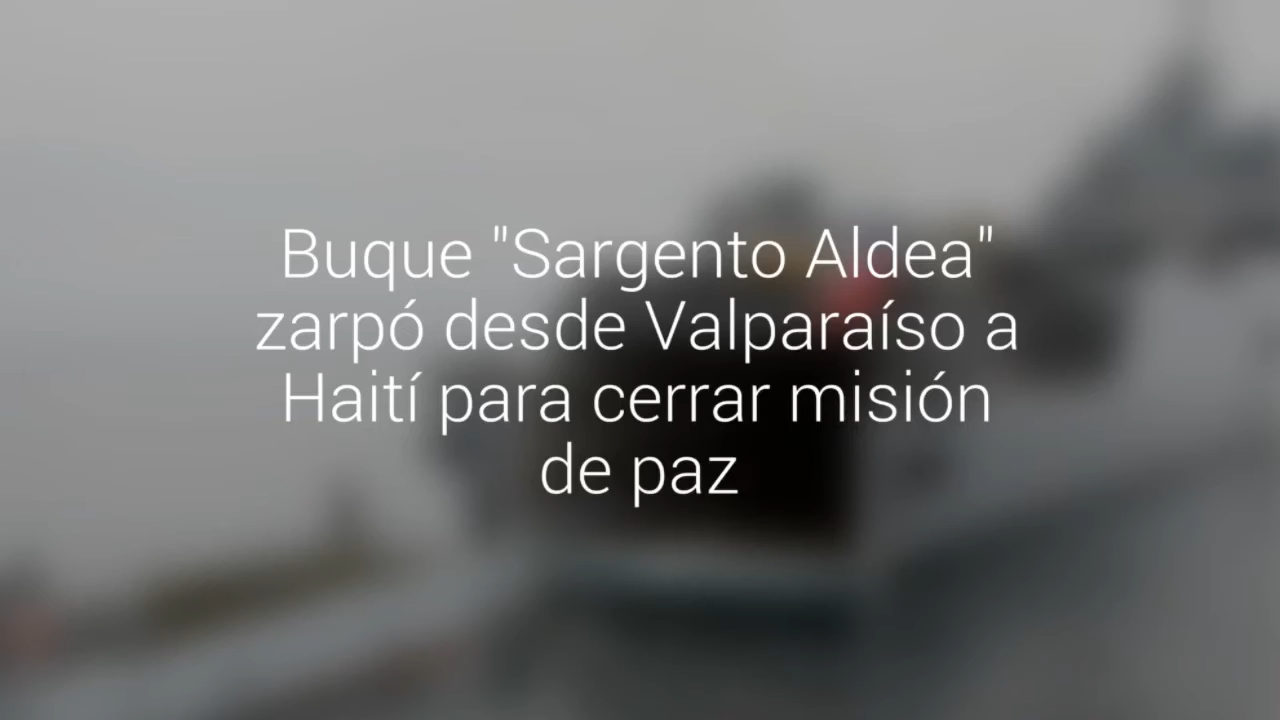 Buque "Sargento Aldea"
zarpó desde Valparaíso a
Haití para cerrar misión
de paz